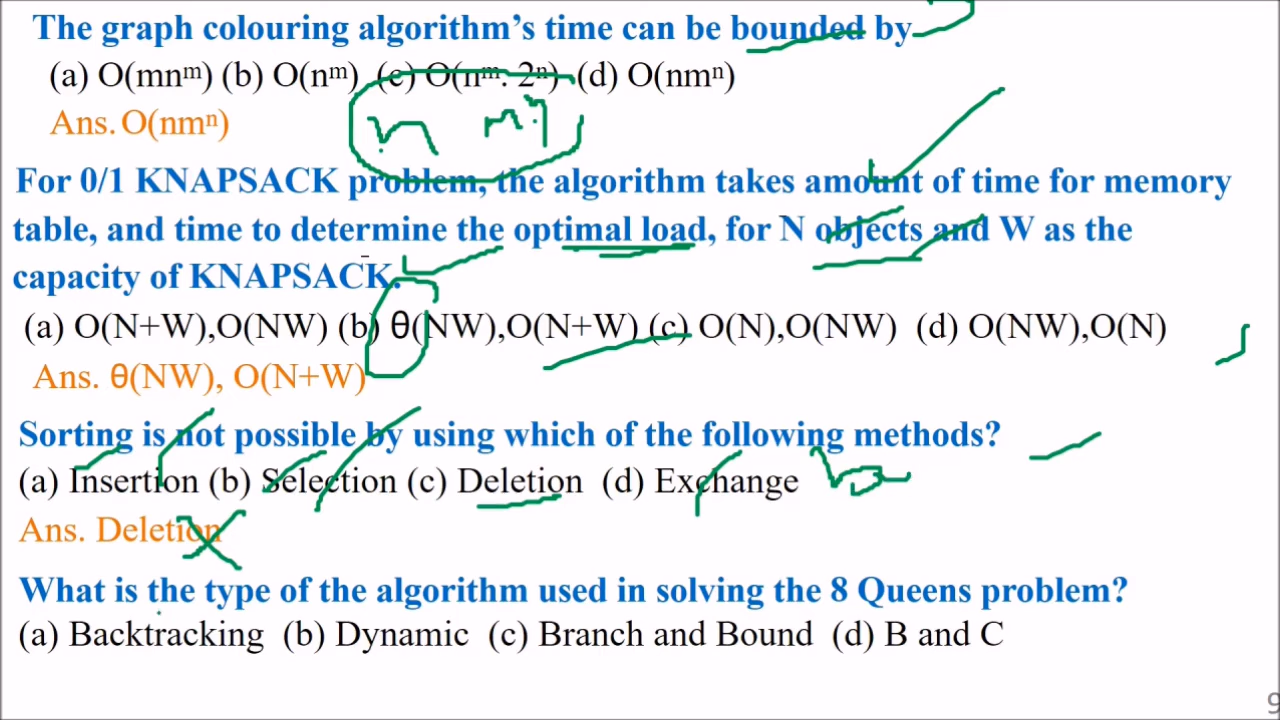 The graph colouring algorithm's time can be bounded by
(a) O(mnᵐ) (b) O(nᵐ) (c) O(nᵐ. 2ⁿ) (d) O(nmⁿ)
Ans. O(nmⁿ)
n mⁿ
For 0/1 KNAPSACK problem, the algorithm takes amount of time for memory
table, and time to determine the optimal load, for N objects and W as the
capacity of KNAPSACK.
(a) O(N+W),O(NW) (b) θ(NW),O(N+W) (c) O(N),O(NW) (d) O(NW),O(N)
Ans. θ(NW), O(N+W)
Sorting is not possible by using which of the following methods?
(a) Insertion (b) Selection (c) Deletion (d) Exchange
Ans. Deletion
What is the type of the algorithm used in solving the 8 Queens problem?
(a) Backtracking (b) Dynamic (c) Branch and Bound (d) B and C